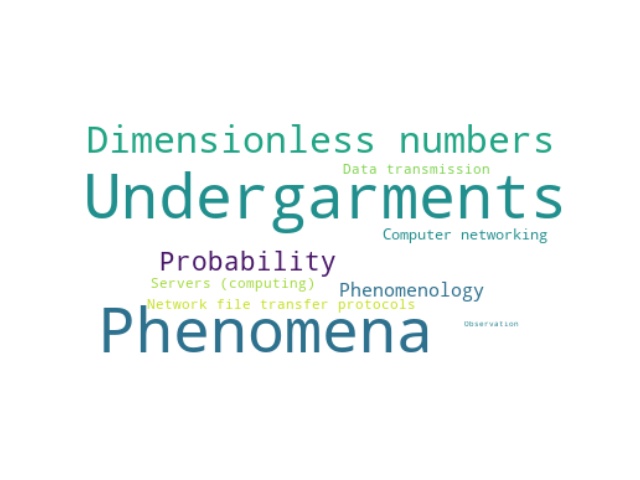 Dimensionless numbers
Data transmission
Undergarments
Computer networking
Probability
Servers (computing)
Phenomenology
Network file transfer protocols
Phenomena
Observation